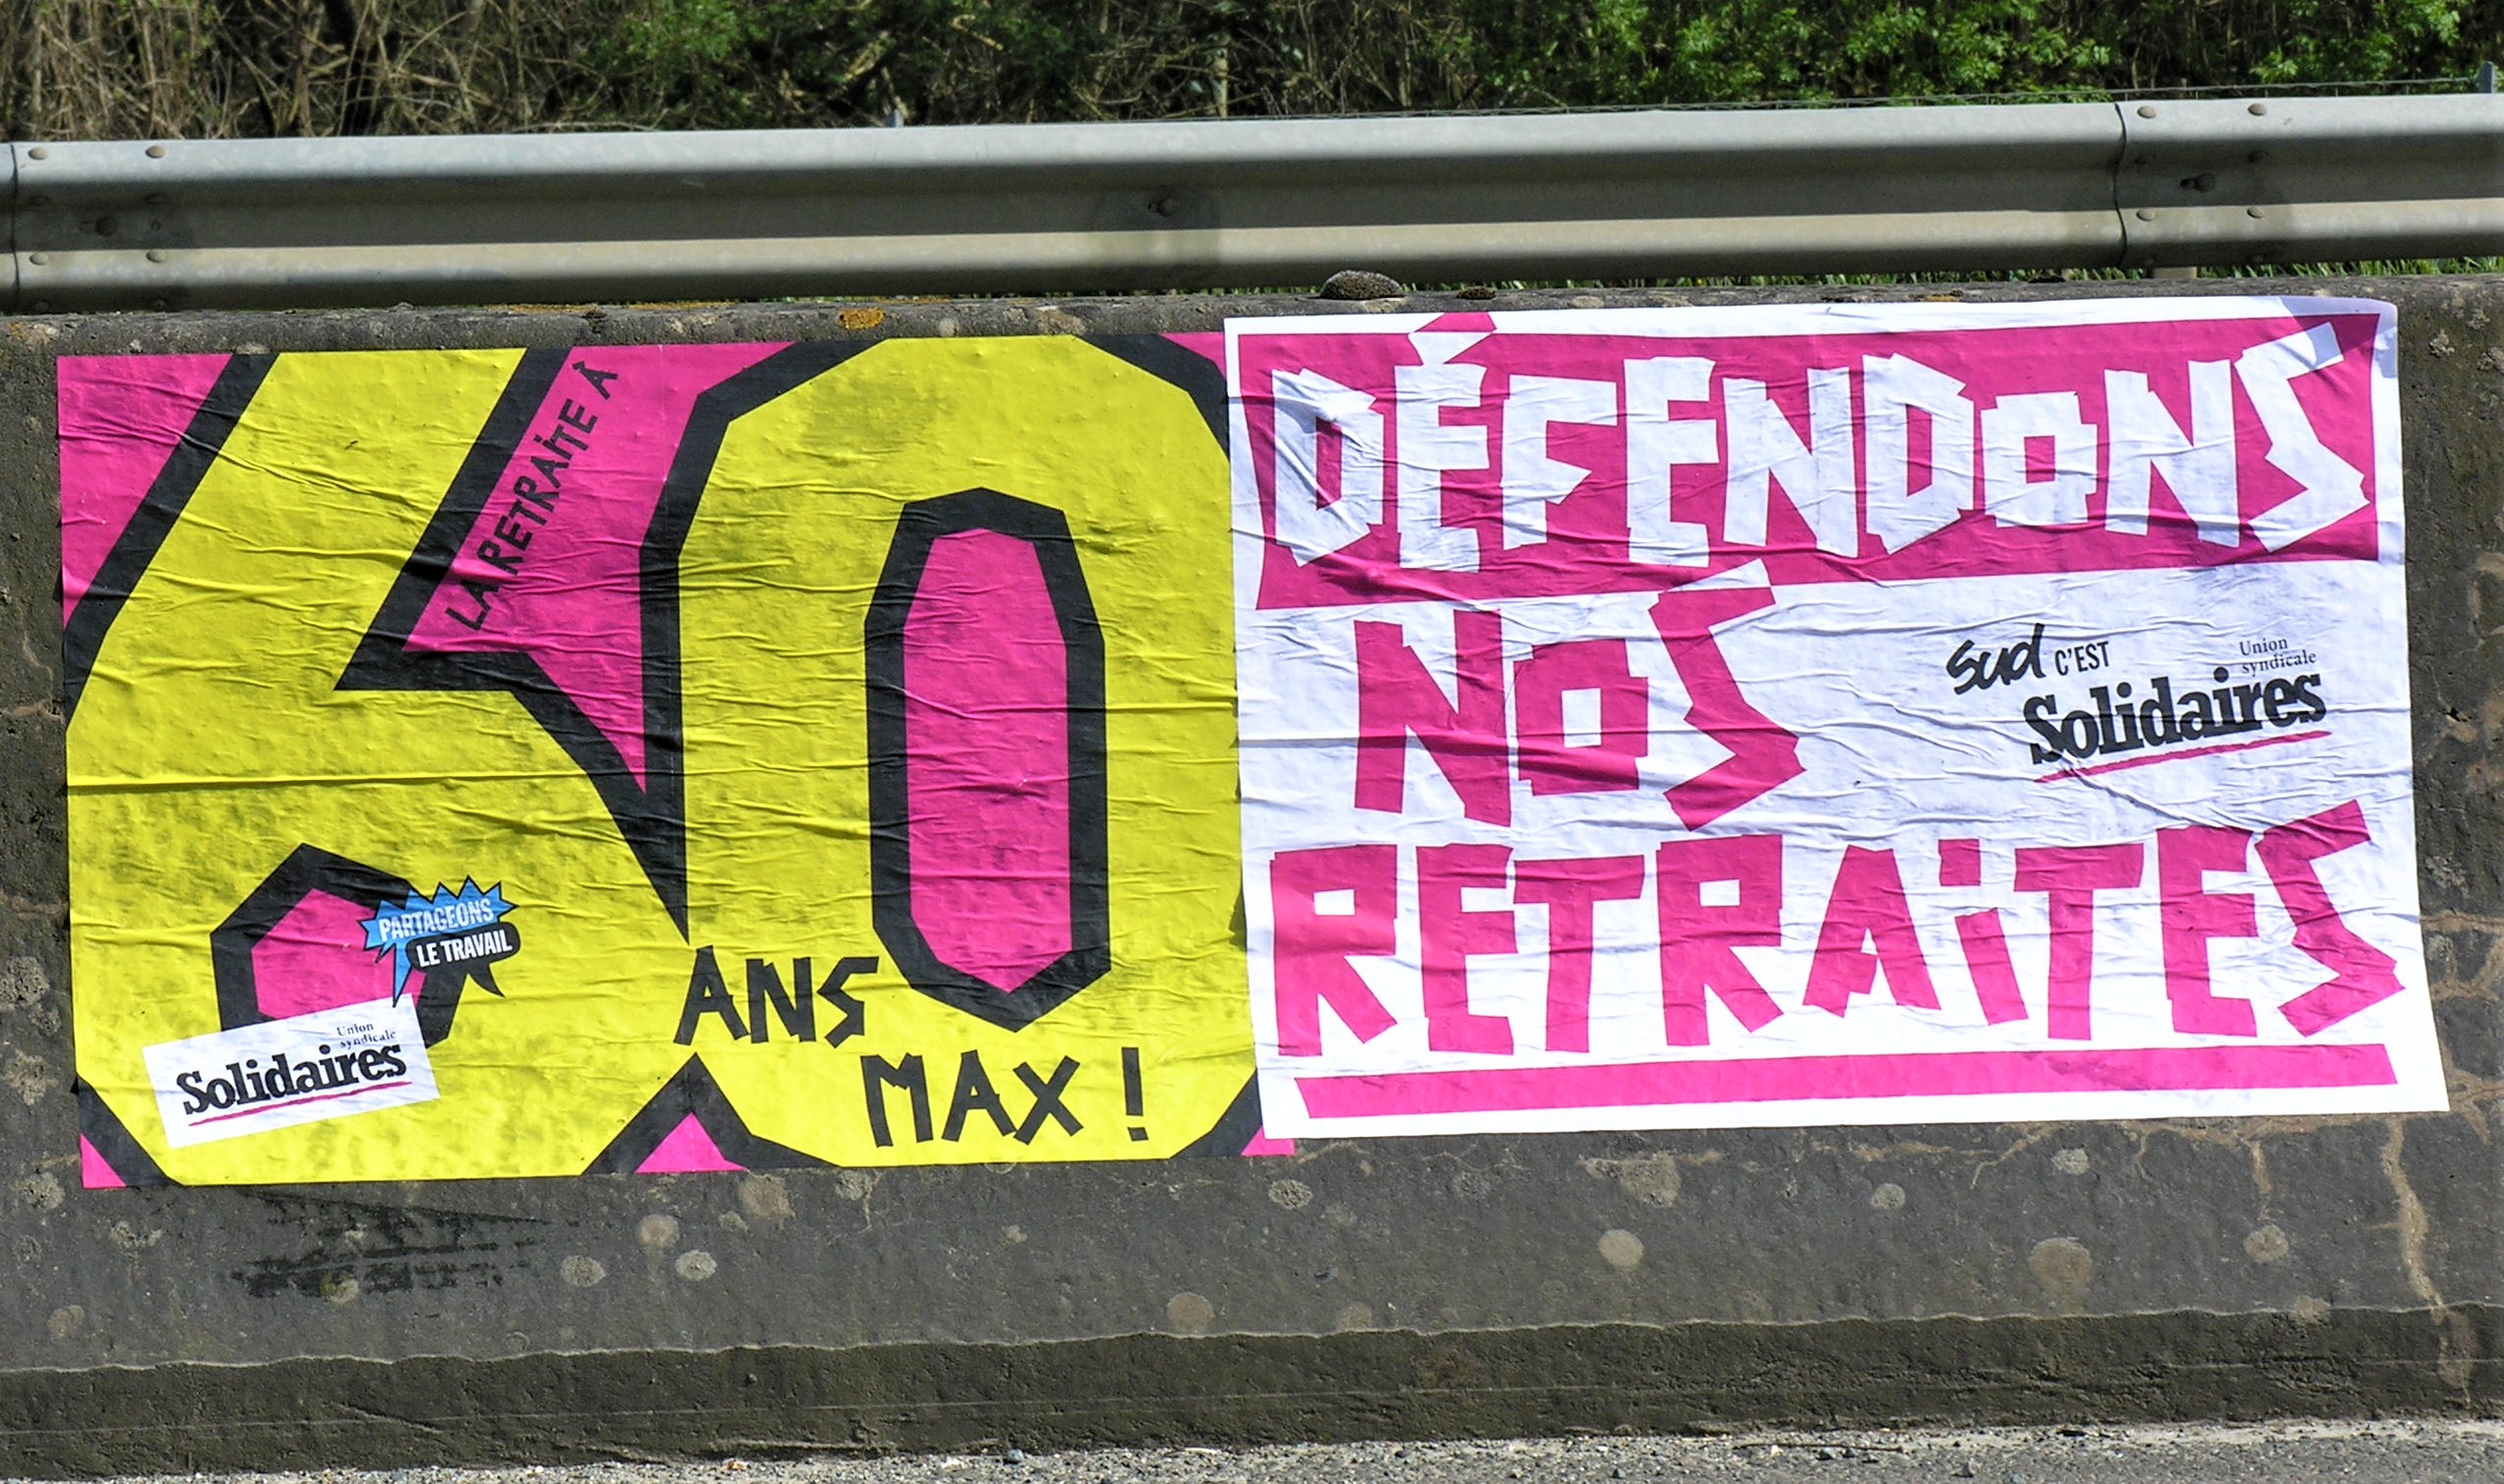 LA RETRAITE À
60
ANS
MAX !
PARTAGEONS
LE TRAVAIL
Union
syndicale
Solidaires
DÉFENDONS
NOS
RETRAITES
Sud C'EST
Union
syndicale
Solidaires